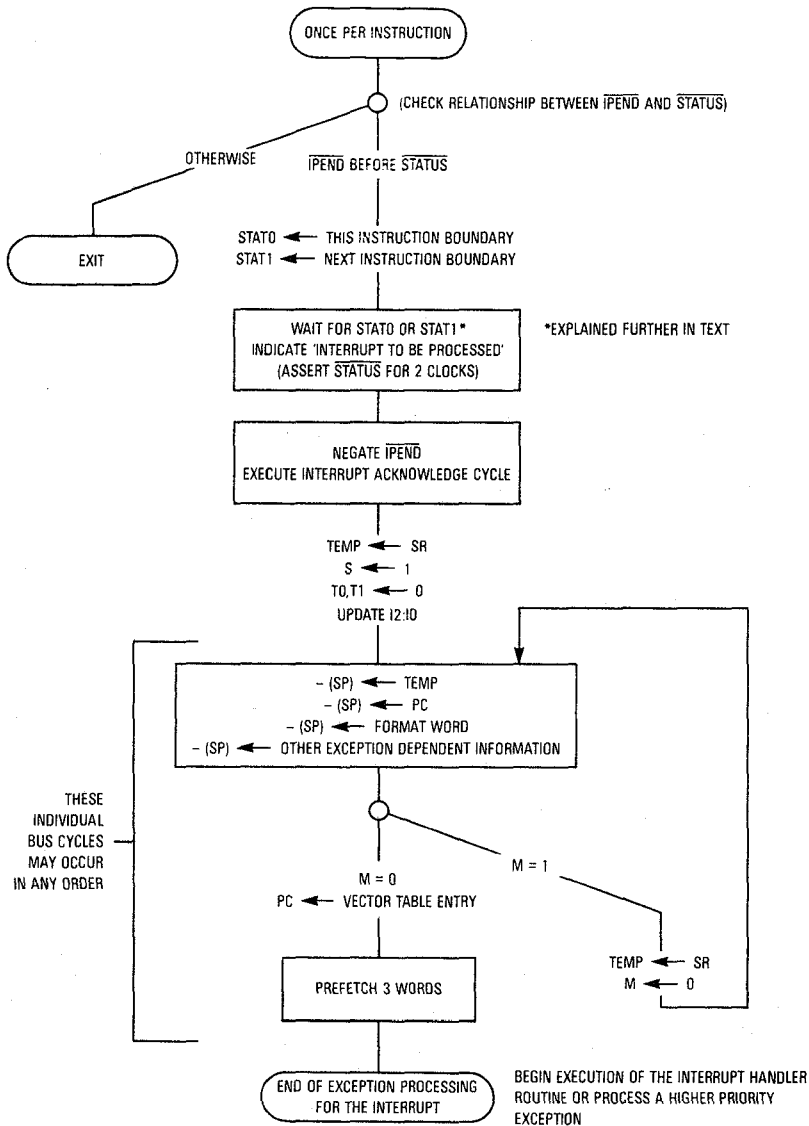 ONCE PER INSTRUCTION
(CHECK RELATIONSHIP BETWEEN IPEND AND STATUS)
OTHERWISE
IPEND BEFORE STATUS
EXIT
STAT0 ← THIS INSTRUCTION BOUNDARY
STAT1 ← NEXT INSTRUCTION BOUNDARY
WAIT FOR STAT0 OR STAT1*
INDICATE 'INTERRUPT TO BE PROCESSED'
(ASSERT STATUS FOR 2 CLOCKS)
*EXPLAINED FURTHER IN TEXT
NEGATE IPEND
EXECUTE INTERRUPT ACKNOWLEDGE CYCLE
TEMP ← SR
S ← 1
T0,T1 ← 0
UPDATE I2:I0
– (SP) ← TEMP
– (SP) ← PC
– (SP) ← FORMAT WORD
– (SP) ← OTHER EXCEPTION DEPENDENT INFORMATION
THESE
INDIVIDUAL
BUS CYCLES
MAY OCCUR
IN ANY ORDER
M = 0
PC ← VECTOR TABLE ENTRY
M = 1
TEMP ← SR
M ← 0
PREFETCH 3 WORDS
END OF EXCEPTION PROCESSING
FOR THE INTERRUPT
BEGIN EXECUTION OF THE INTERRUPT HANDLER
ROUTINE OR PROCESS A HIGHER PRIORITY
EXCEPTION